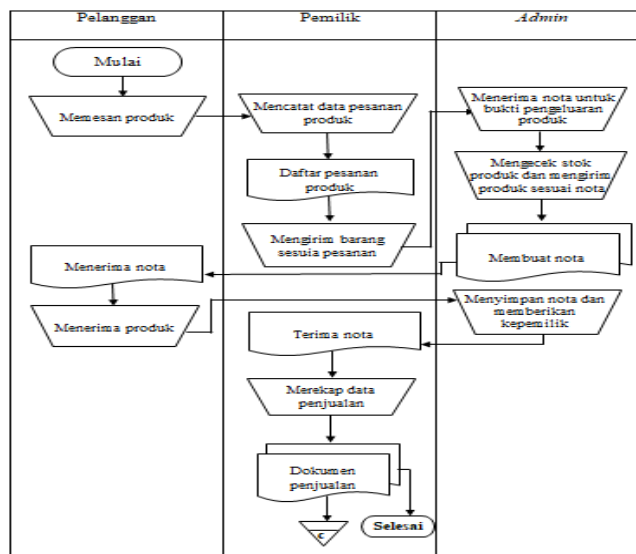 Pelanggan
Pemilik
Admin
Mulai
Memesan produk
Mencatat data pesanan
produk
Menerima nota untuk
bukti pengeluaran
produk
Daftar pesanan
produk
Mengecek stok
produk dan mengirim
produk sesuai nota
Mengirim barang
sesuia pesanan
Membuat nota
Menerima nota
Menerima produk
Menyimpan nota dan
memberikan
kepemilik
Terima nota
Merekap data
penjualan
Dokumen
penjualan
c
Selesai